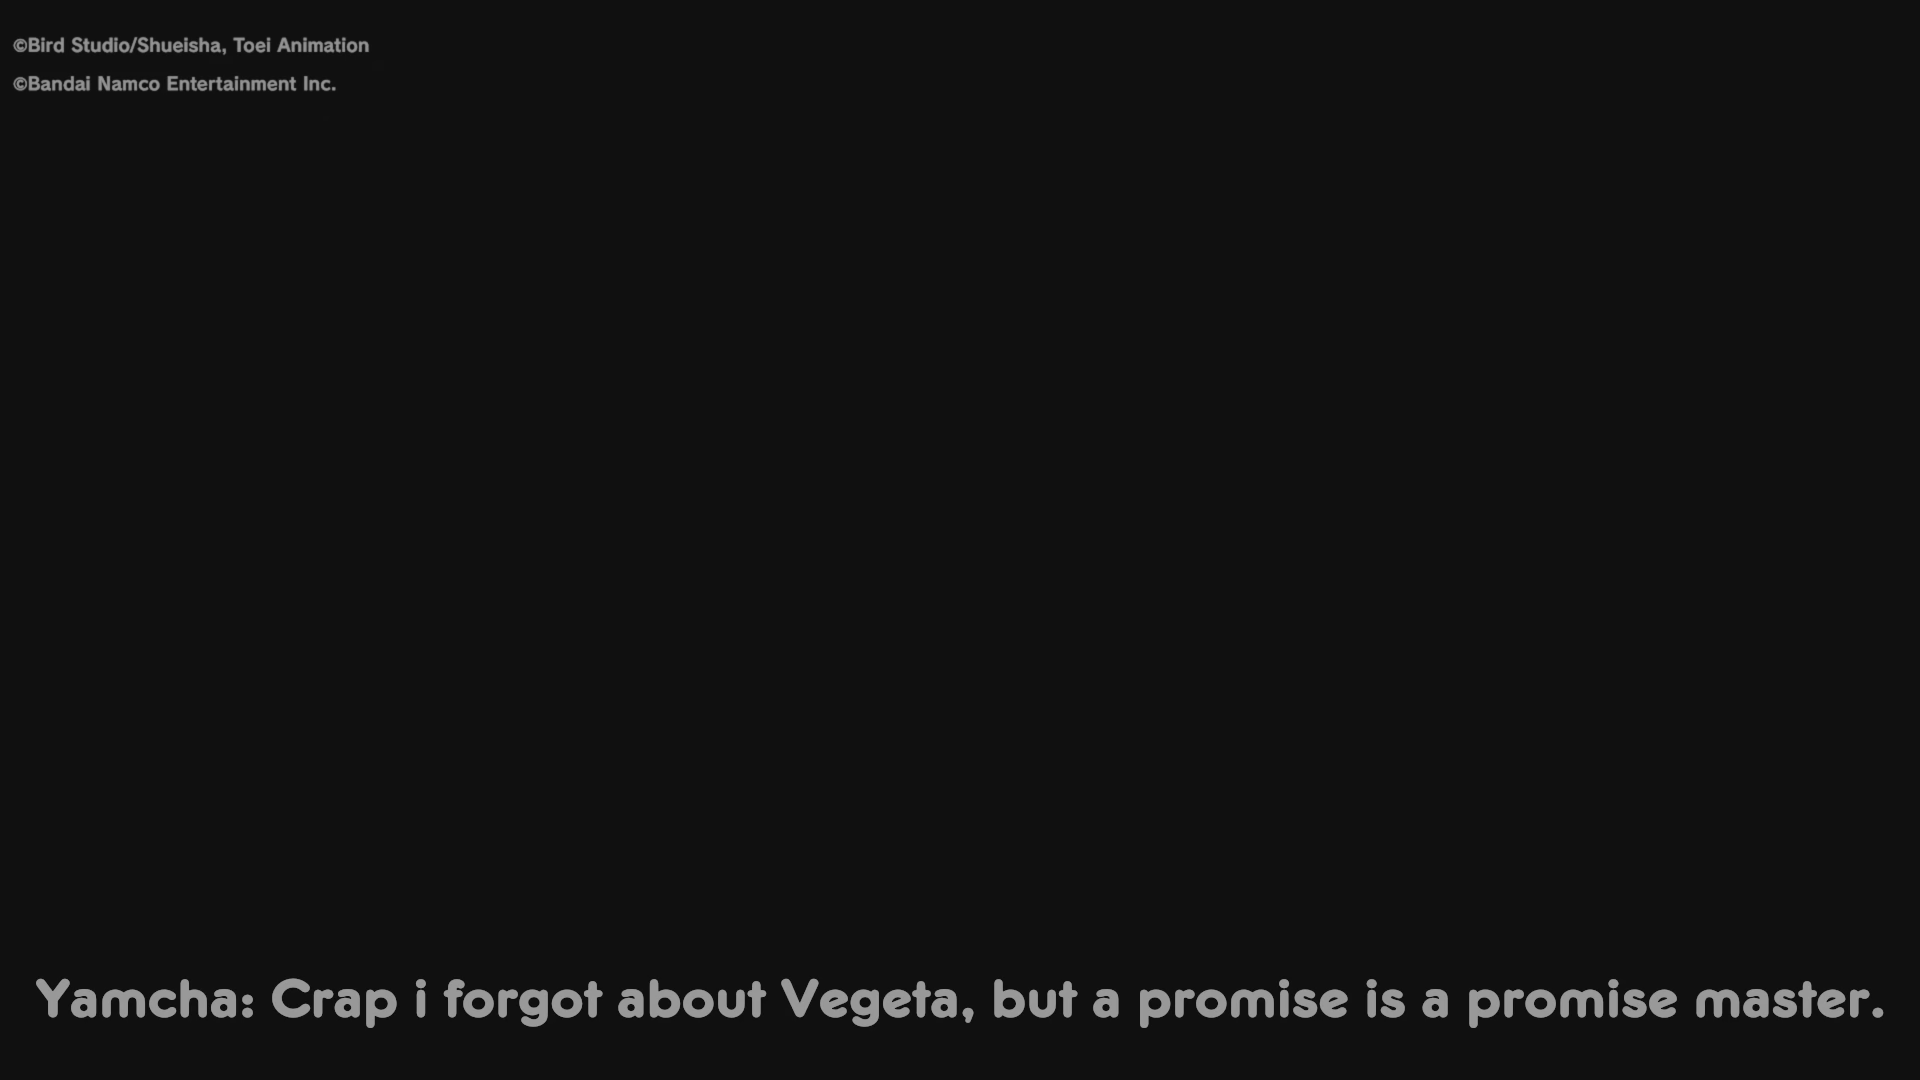 ©Bird Studio/Shueisha, Toei Animation
©Bandai Namco Entertainment Inc.
Yamcha: Crap i forgot about Vegeta, but a promise is a promise master.